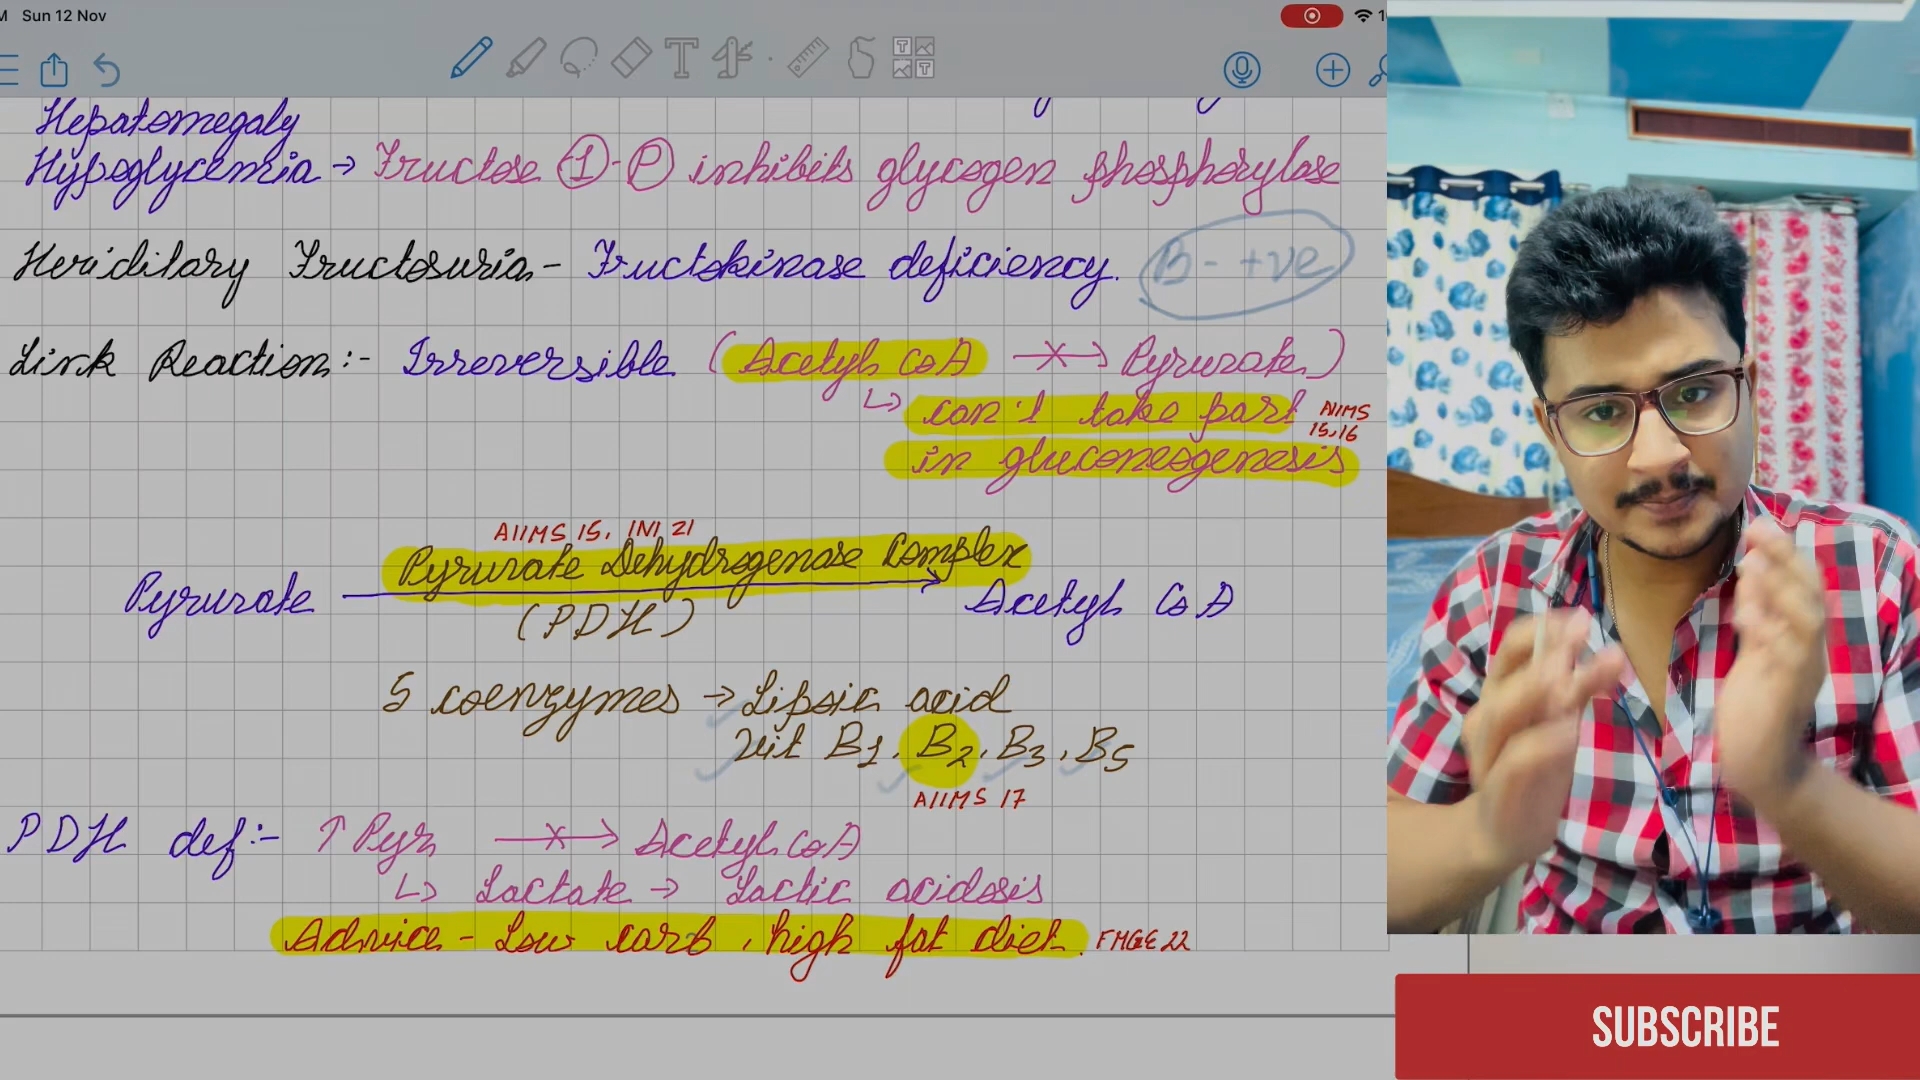 Sun 12 Nov
Hepatomegaly
Hypoglycemia → Fructose 1-P inhibits glycogen phosphorylase
Heriditary Fructosuria - Fructokinase deficiency. B - +ve
Link Reaction:- Irreversible (Acetyl CoA → Pyruvate)
↳ can't take part AIIMS 15,16
in gluconeogenesis
AIIMS 15, INI 21
Pyruvate Dehydrogenase Complex
Pyruvate → Acetyl CoA
(PDH)
5 coenzymes → Lipoic acid
Vit B1, B2, B3, B5
AIIMS 17
PDH def:- ↑ Pyr → Acetyl CoA
↳ Lactate → Lactic acidosis
Advice - Low carb, high fat diet. FMGE 22
SUBSCRIBE